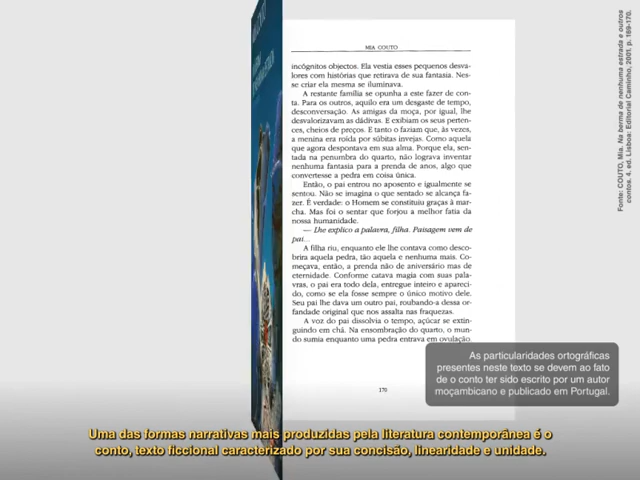 MIA COUTO
incógnitos objectos. Ela vestia esses pequenos desva-
lores com histórias que retirava de sua fantasia. Nes-
se criar ela mesma se iluminava.
A restante família se opunha a este fazer de con-
ta. Para os outros, aquilo era um desgaste de tempo,
desconversação. As amigas da moça, por igual, lhe
desvalorizavam as dádivas. E exibiam os seus perten-
ces, cheios de preços. E tanto o faziam que, às vezes,
a menina era roída por súbitas invejas. Como aquela
que agora despontava em sua alma. Porque ela, sen-
tada na penumbra do quarto, não lograva inventar
nenhuma fantasia para a prenda de anos, algo que
convertesse a pedra em coisa única.
Então, o pai entrou no aposento e igualmente se
sentou. Não se imagina o que sentado se alcança fa-
zer. É verdade: o Homem se constituiu graças à mar-
cha. Mas foi o sentar que forjou a melhor fatia da
nossa humanidade.
— Lhe explico a palavra, filha. Paisagem vem de
pai...
A filha riu, enquanto ele lhe contava como desco-
brira aquela pedra, tão aquela e nenhuma mais. Co-
meçava, então, a prenda não de aniversário mas de
eternidade. Conforme catava magia com suas pala-
vras, o pai era todo dela, entregue inteiro e apareci-
do, como se ela fosse sempre o único motivo dele.
Seu pai lhe dava um outro pai, roubando-a dessa or-
fandade original que nos assalta nas fraquezas.
A voz do pai dissolvia o tempo, açúcar se extin-
guindo em chá. Na ensombração do quarto, o mun-
do sumia enquanto uma pedra entrava em ovulação.
170
Fonte: COUTO, Mia. Na berma de nenhuma estrada e outros
contos. 4. ed. Lisboa: Editorial Caminho, 2001, p. 169-170.
As particularidades ortográficas
presentes neste texto se devem ao fato
de o conto ter sido escrito por um autor
moçambicano e publicado em Portugal.
Uma das formas narrativas mais produzidas pela literatura contemporânea é o
conto, texto ficcional caracterizado por sua concisão, linearidade e unidade.